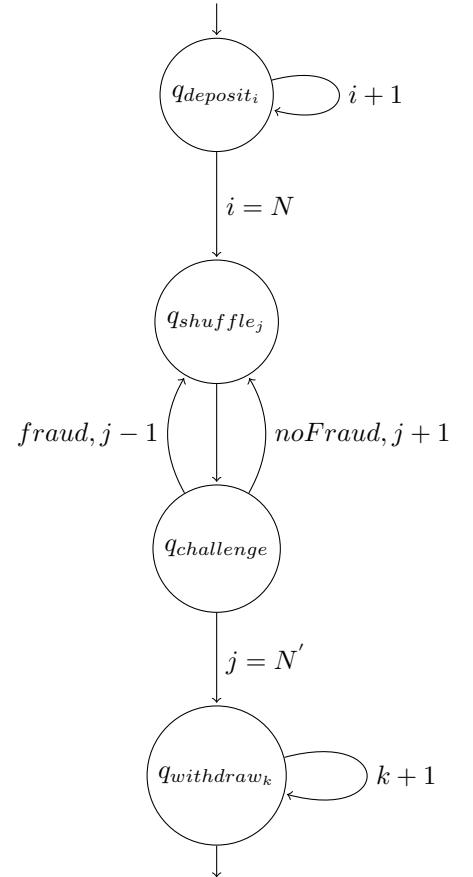 q_{deposit_i}
i + 1
i = N
q_{shuffle_j}
fraud, j − 1
noFraud, j + 1
q_{challenge}
j = N'
q_{withdraw_k}
k + 1